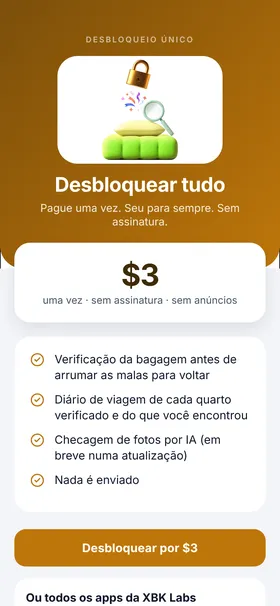 DESBLOQUEIO ÚNICO
Desbloquear tudo
Pague uma vez. Seu para sempre. Sem
assinatura.
$3
uma vez · sem assinatura · sem anúncios
Verificação da bagagem antes de
arrumar as malas para voltar
Diário de viagem de cada quarto
verificado e do que você encontrou
Checagem de fotos por IA (em
breve numa atualização)
Nada é enviado
Desbloquear por $3
Ou todos os apps da XBK Labs